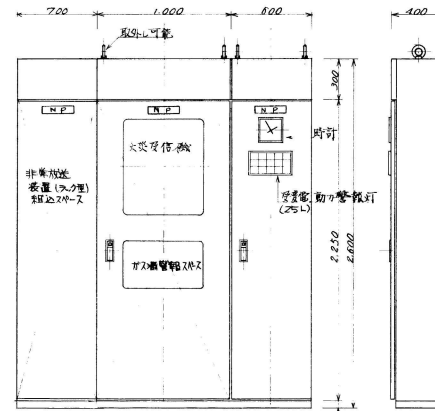 700
1,000
600
400
取外し可能
300
NP
NP
NP
火災受信機
時計
非常放送
装置(ラック型)
組込スペース
受変電、動力警報灯
(25L)
ガス漏警報スペース
2,250
2,600